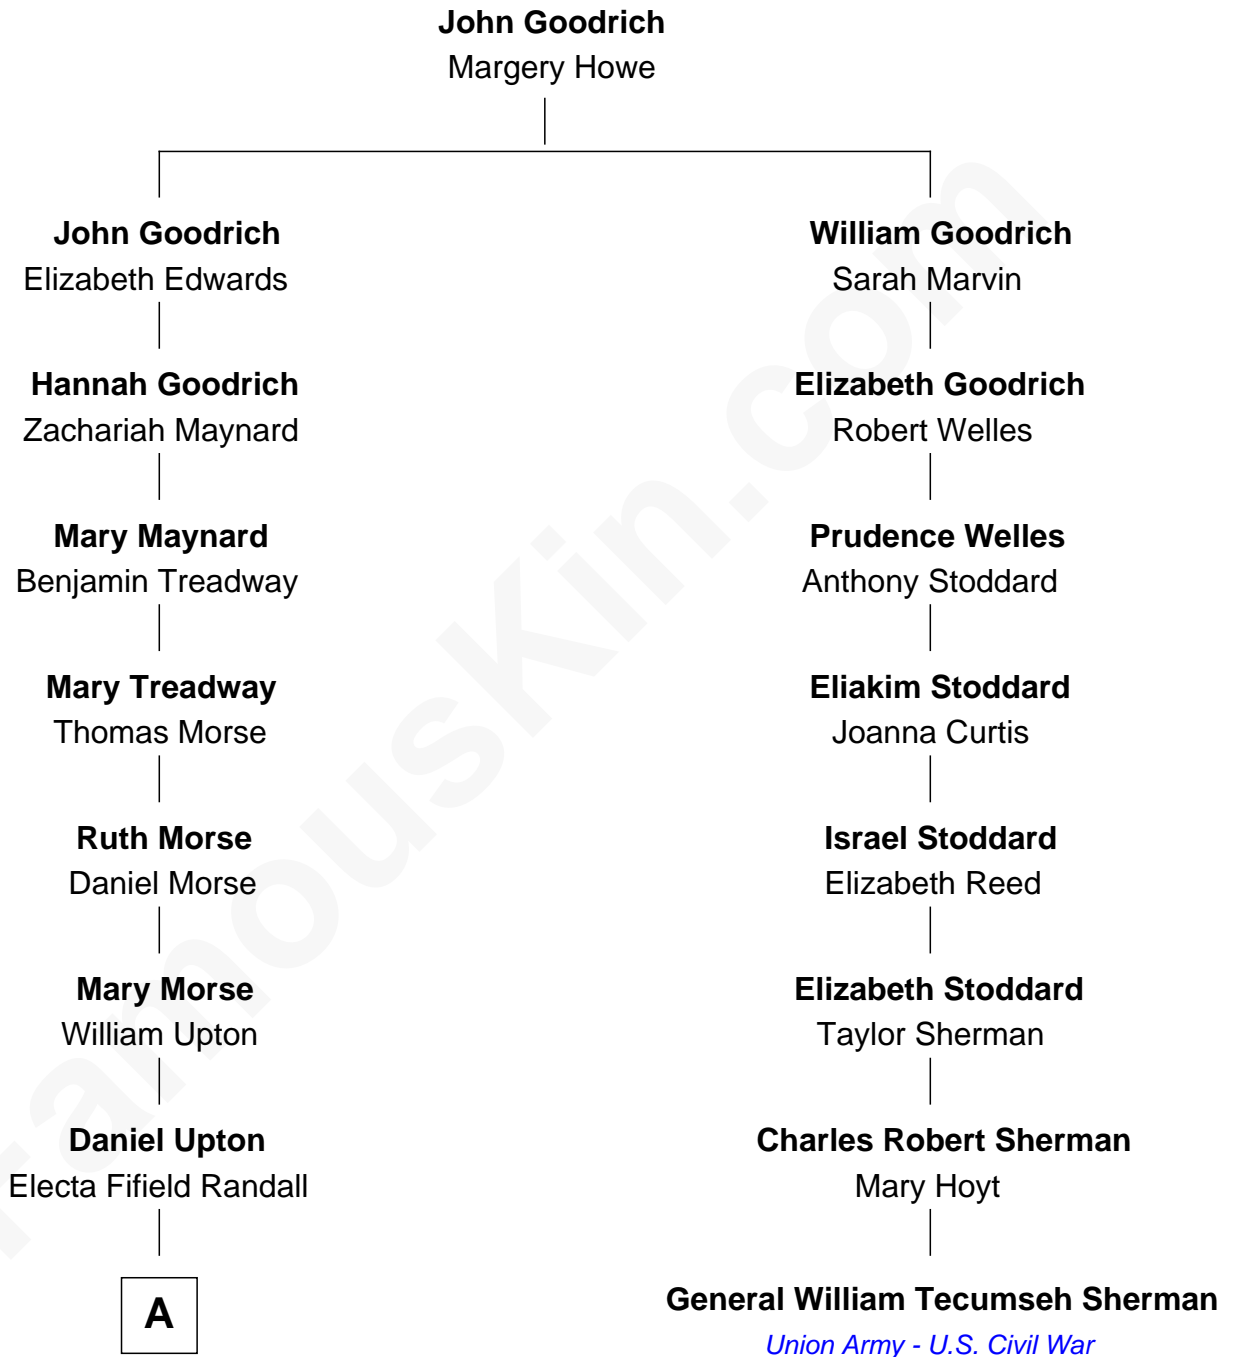 John Goodrich
Margery Howe
John Goodrich
Elizabeth Edwards
Hannah Goodrich
Zachariah Maynard
Mary Maynard
Benjamin Treadway
Mary Treadway
Thomas Morse
Ruth Morse
Daniel Morse
Mary Morse
William Upton
Daniel Upton
Electa Fifield Randall
A
William Goodrich
Sarah Marvin
Elizabeth Goodrich
Robert Welles
Prudence Welles
Anthony Stoddard
Eliakim Stoddard
Joanna Curtis
Israel Stoddard
Elizabeth Reed
Elizabeth Stoddard
Taylor Sherman
Charles Robert Sherman
Mary Hoyt
General William Tecumseh Sherman
Union Army - U.S. Civil War
FamousKin.com